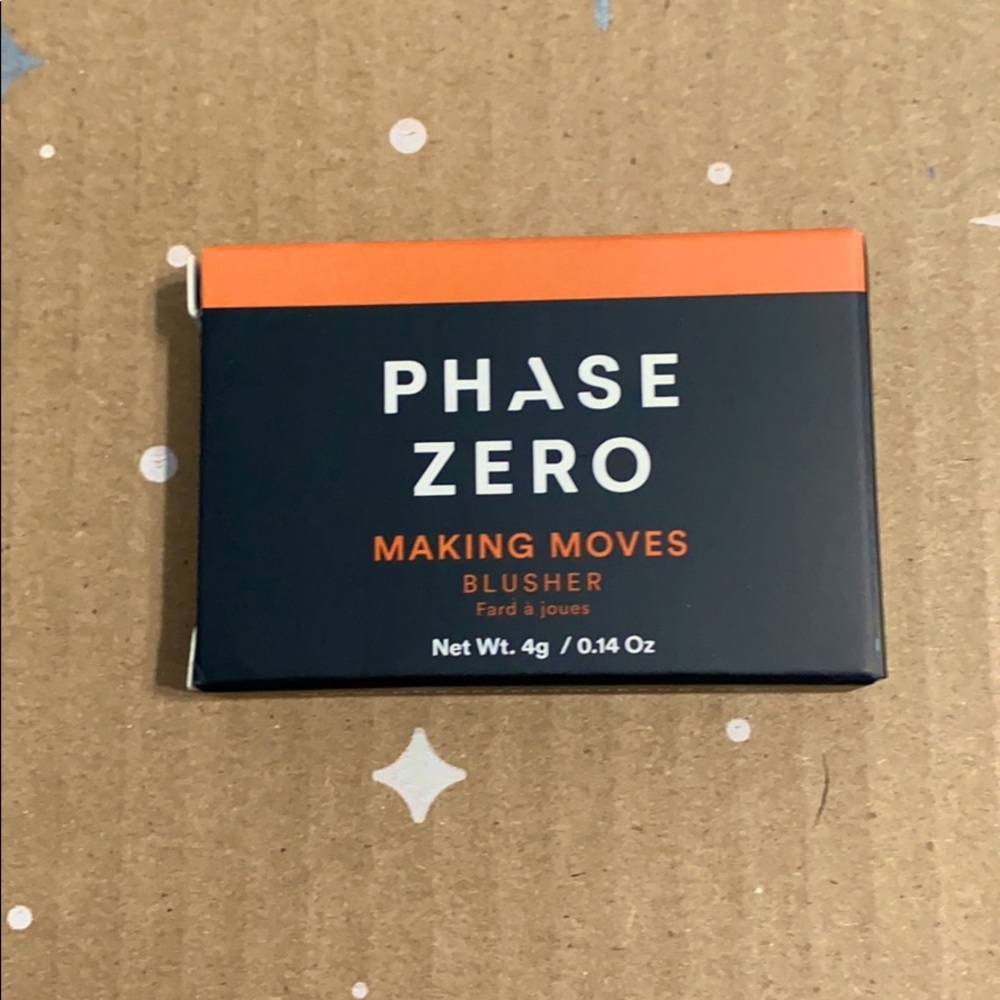 PHASE
ZERO
MAKING MOVES
BLUSHER
Fard à joues
Net Wt. 4g / 0.14 Oz